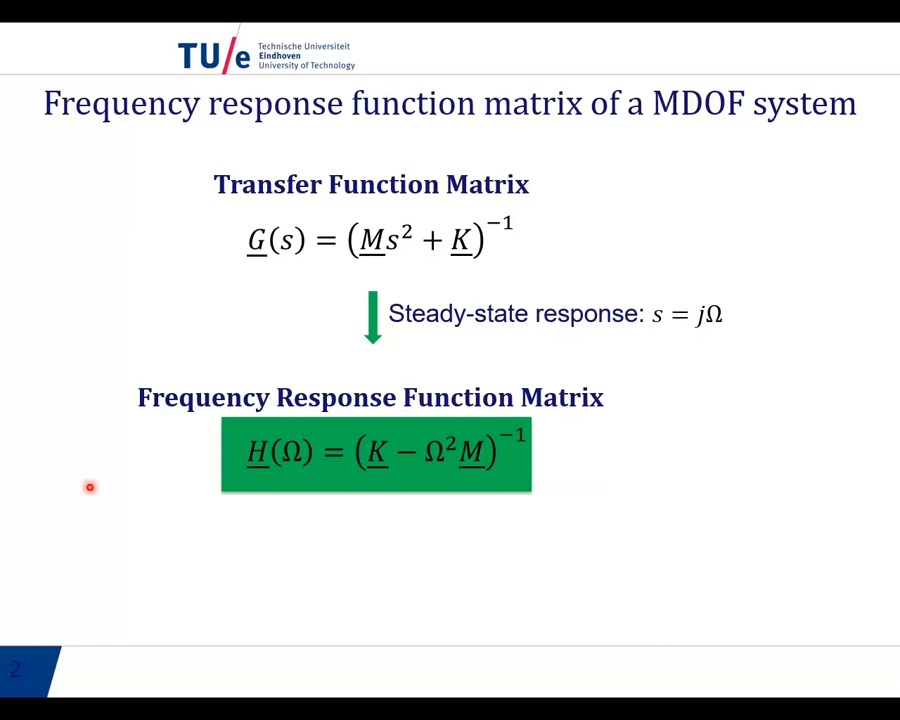 TU/e Technische Universiteit
Eindhoven
University of Technology
Frequency response function matrix of a MDOF system
Transfer Function Matrix
G(s) = (Ms² + K)⁻¹
Steady-state response: s = jΩ
Frequency Response Function Matrix
H(Ω) = (K − Ω²M)⁻¹
2